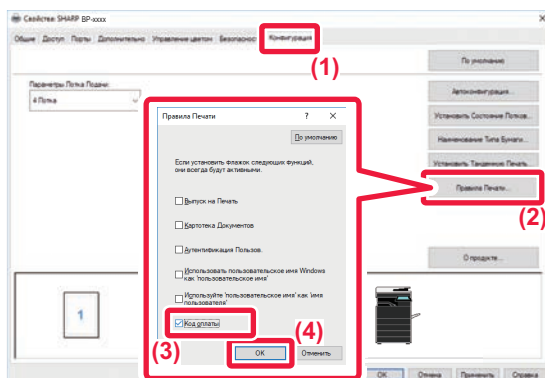 Свойства: SHARP BP-xxxx
Общие Доступ Порты Дополнительно Управление цветом Безопасность Конфигурация
(1)
По умолчанию
Параметры Лотка Подачи:
4 Лотка
Автоконфигурация...
Установить Состояние Лотков...
Наименование Типа Бумаги...
Установить Тандемную Печать...
Правила Печати...
(2)
О продукте...
Правила Печати ? ×
По умолчанию
Если установить Флажок следующих функций,
они всегда будут активными.
Выпуск на Печать
Картотека Документов
Аутентификация Пользов.
Использовать пользовательское имя Windows
как 'пользовательское имя'
Используйте 'пользовательское имя' как 'имя
пользователя'
Код оплаты
(3)
(4)
OK Отменить
1
OK Отмена Применить Справка